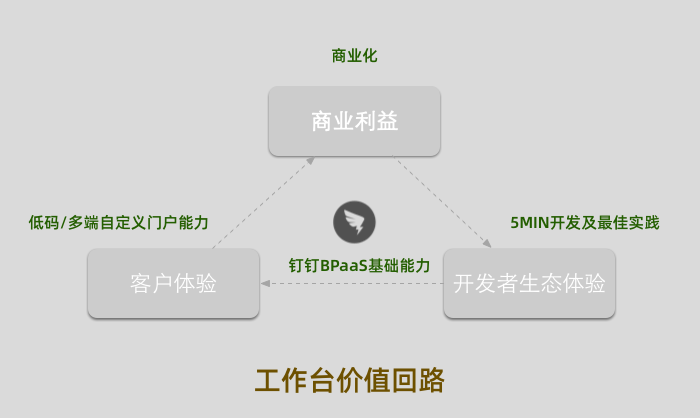 商业化
商业利益
低码/多端自定义门户能力
5MIN开发及最佳实践
钉钉BPaaS基础能力
客户体验
开发者生态体验
工作台价值回路